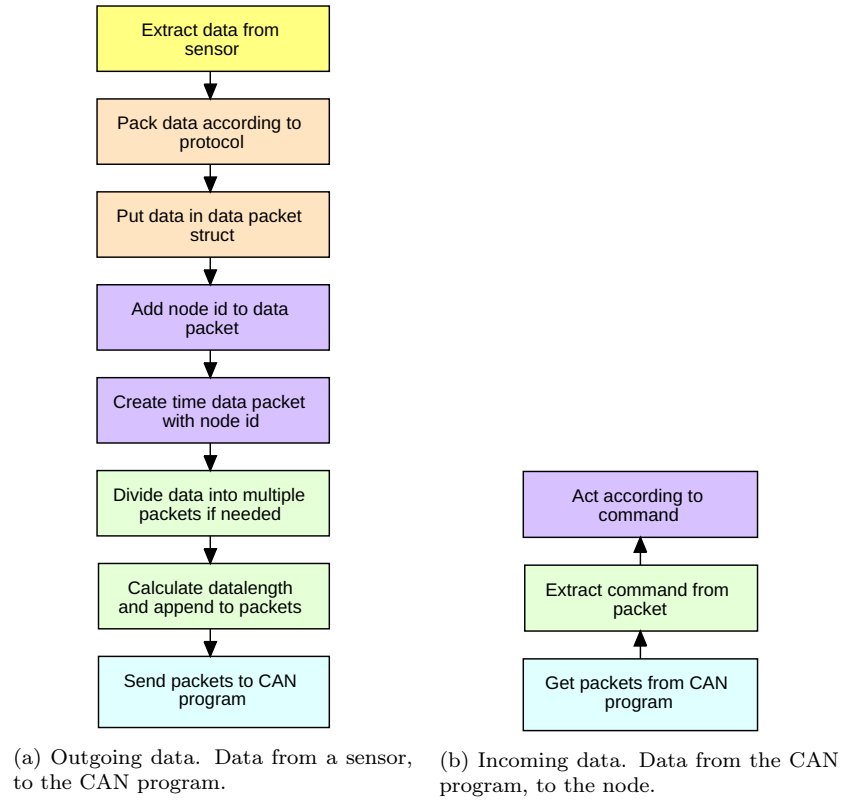 Extract data from
sensor
Pack data according to
protocol
Put data in data packet
struct
Add node id to data
packet
Create time data packet
with node id
Divide data into multiple
packets if needed
Calculate datalength
and append to packets
Send packets to CAN
program
(a) Outgoing data. Data from a sensor,
to the CAN program.
Act according to
command
Extract command from
packet
Get packets from CAN
program
(b) Incoming data. Data from the CAN
program, to the node.